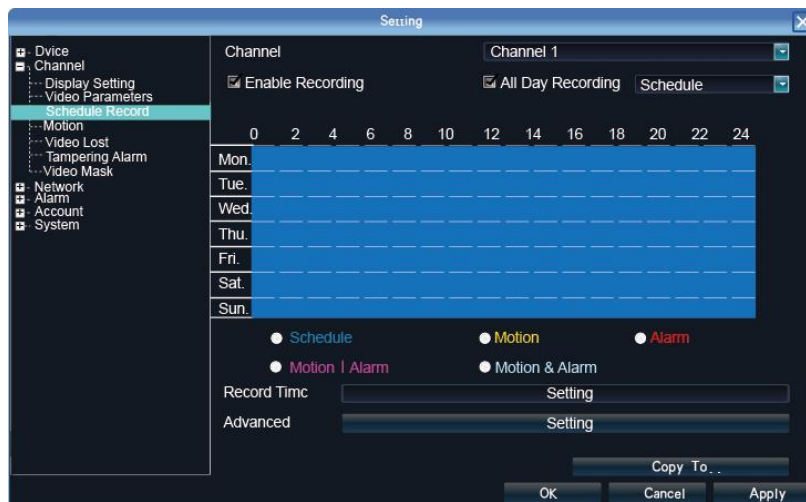 Setting
Dvice
Channel
Display Setting
Video Parameters
Schedule Record
Motion
Video Lost
Tampering Alarm
Video Mask
Network
Alarm
Account
System
Channel Channel 1
Enable Recording All Day Recording Schedule
0 2 4 6 8 10 12 14 16 18 20 22 24
Mon.
Tue.
Wed.
Thu.
Fri.
Sat.
Sun.
Schedule Motion Alarm
Motion | Alarm Motion & Alarm
Record Timc Setting
Advanced Setting
Copy To..
OK Cancel Apply